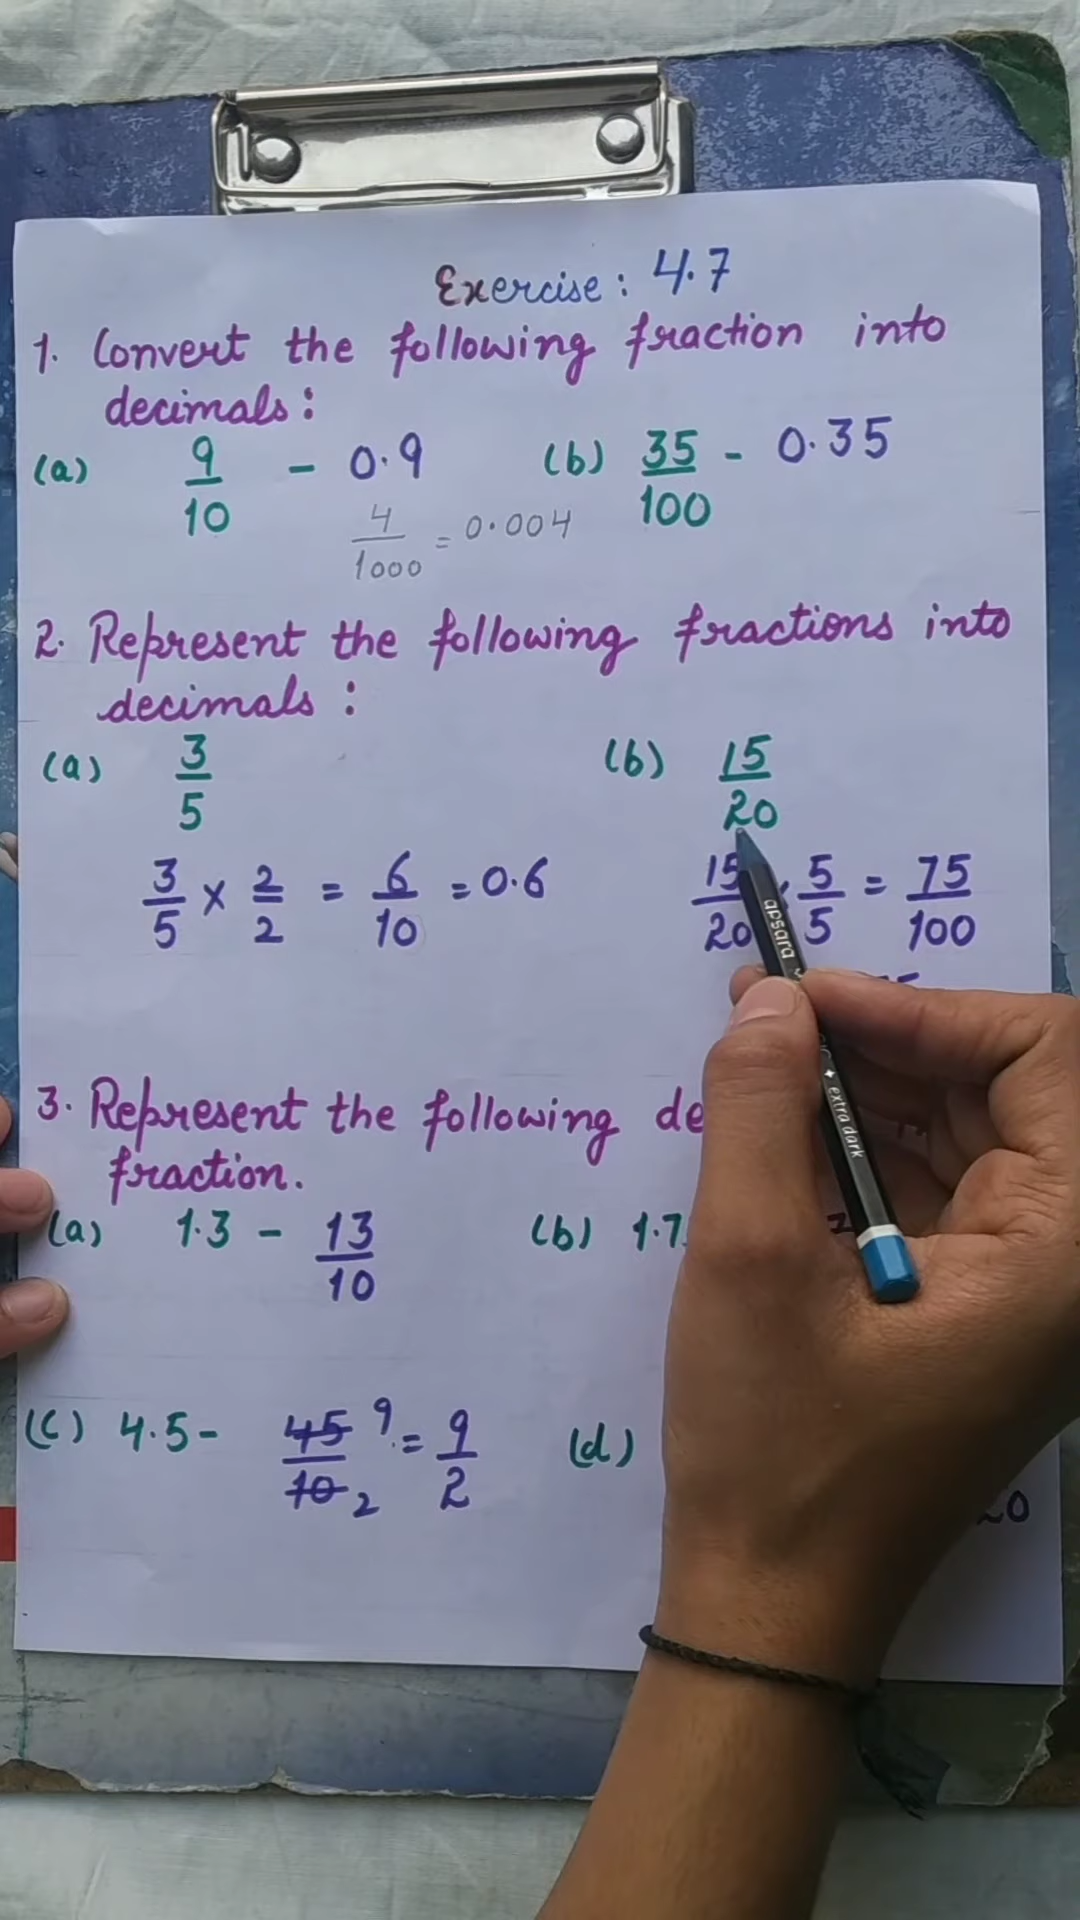 Exercise: 4.7
1. Convert the following fraction into
decimals:
(a) 9/10 - 0.9 (b) 35/100 - 0.35
4/1000 = 0.004
2. Represent the following fractions into
decimals:
(a) 3/5 (b) 15/20
3/5 × 2/2 = 6/10 = 0.6 15/20 5/5 = 75/100
3. Represent the following
fraction.
(a) 1.3 - 13/10 (b) 1.7
(c) 4.5 - 45/10 9 2 = 9/2 (d)
20
apsara
extra dark